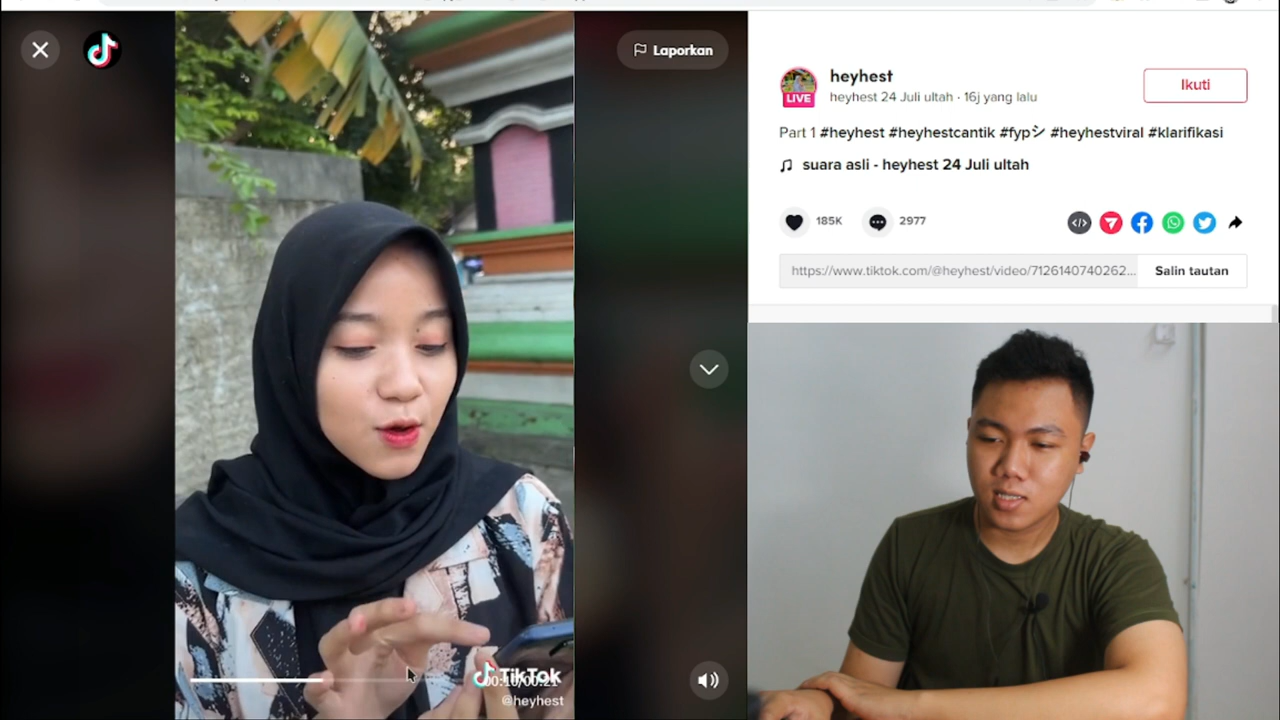 Laporkan
TikTok
@heyhest
LIVE
heyhest
heyhest 24 Juli ultah · 16j yang lalu
Ikuti
Part 1 #heyhest #heyhestcantik #fypシ #heyhestviral #klarifikasi
suara asli - heyhest 24 Juli ultah
185K
2977
https://www.tiktok.com/@heyhest/video/7126140740262...
Salin tautan